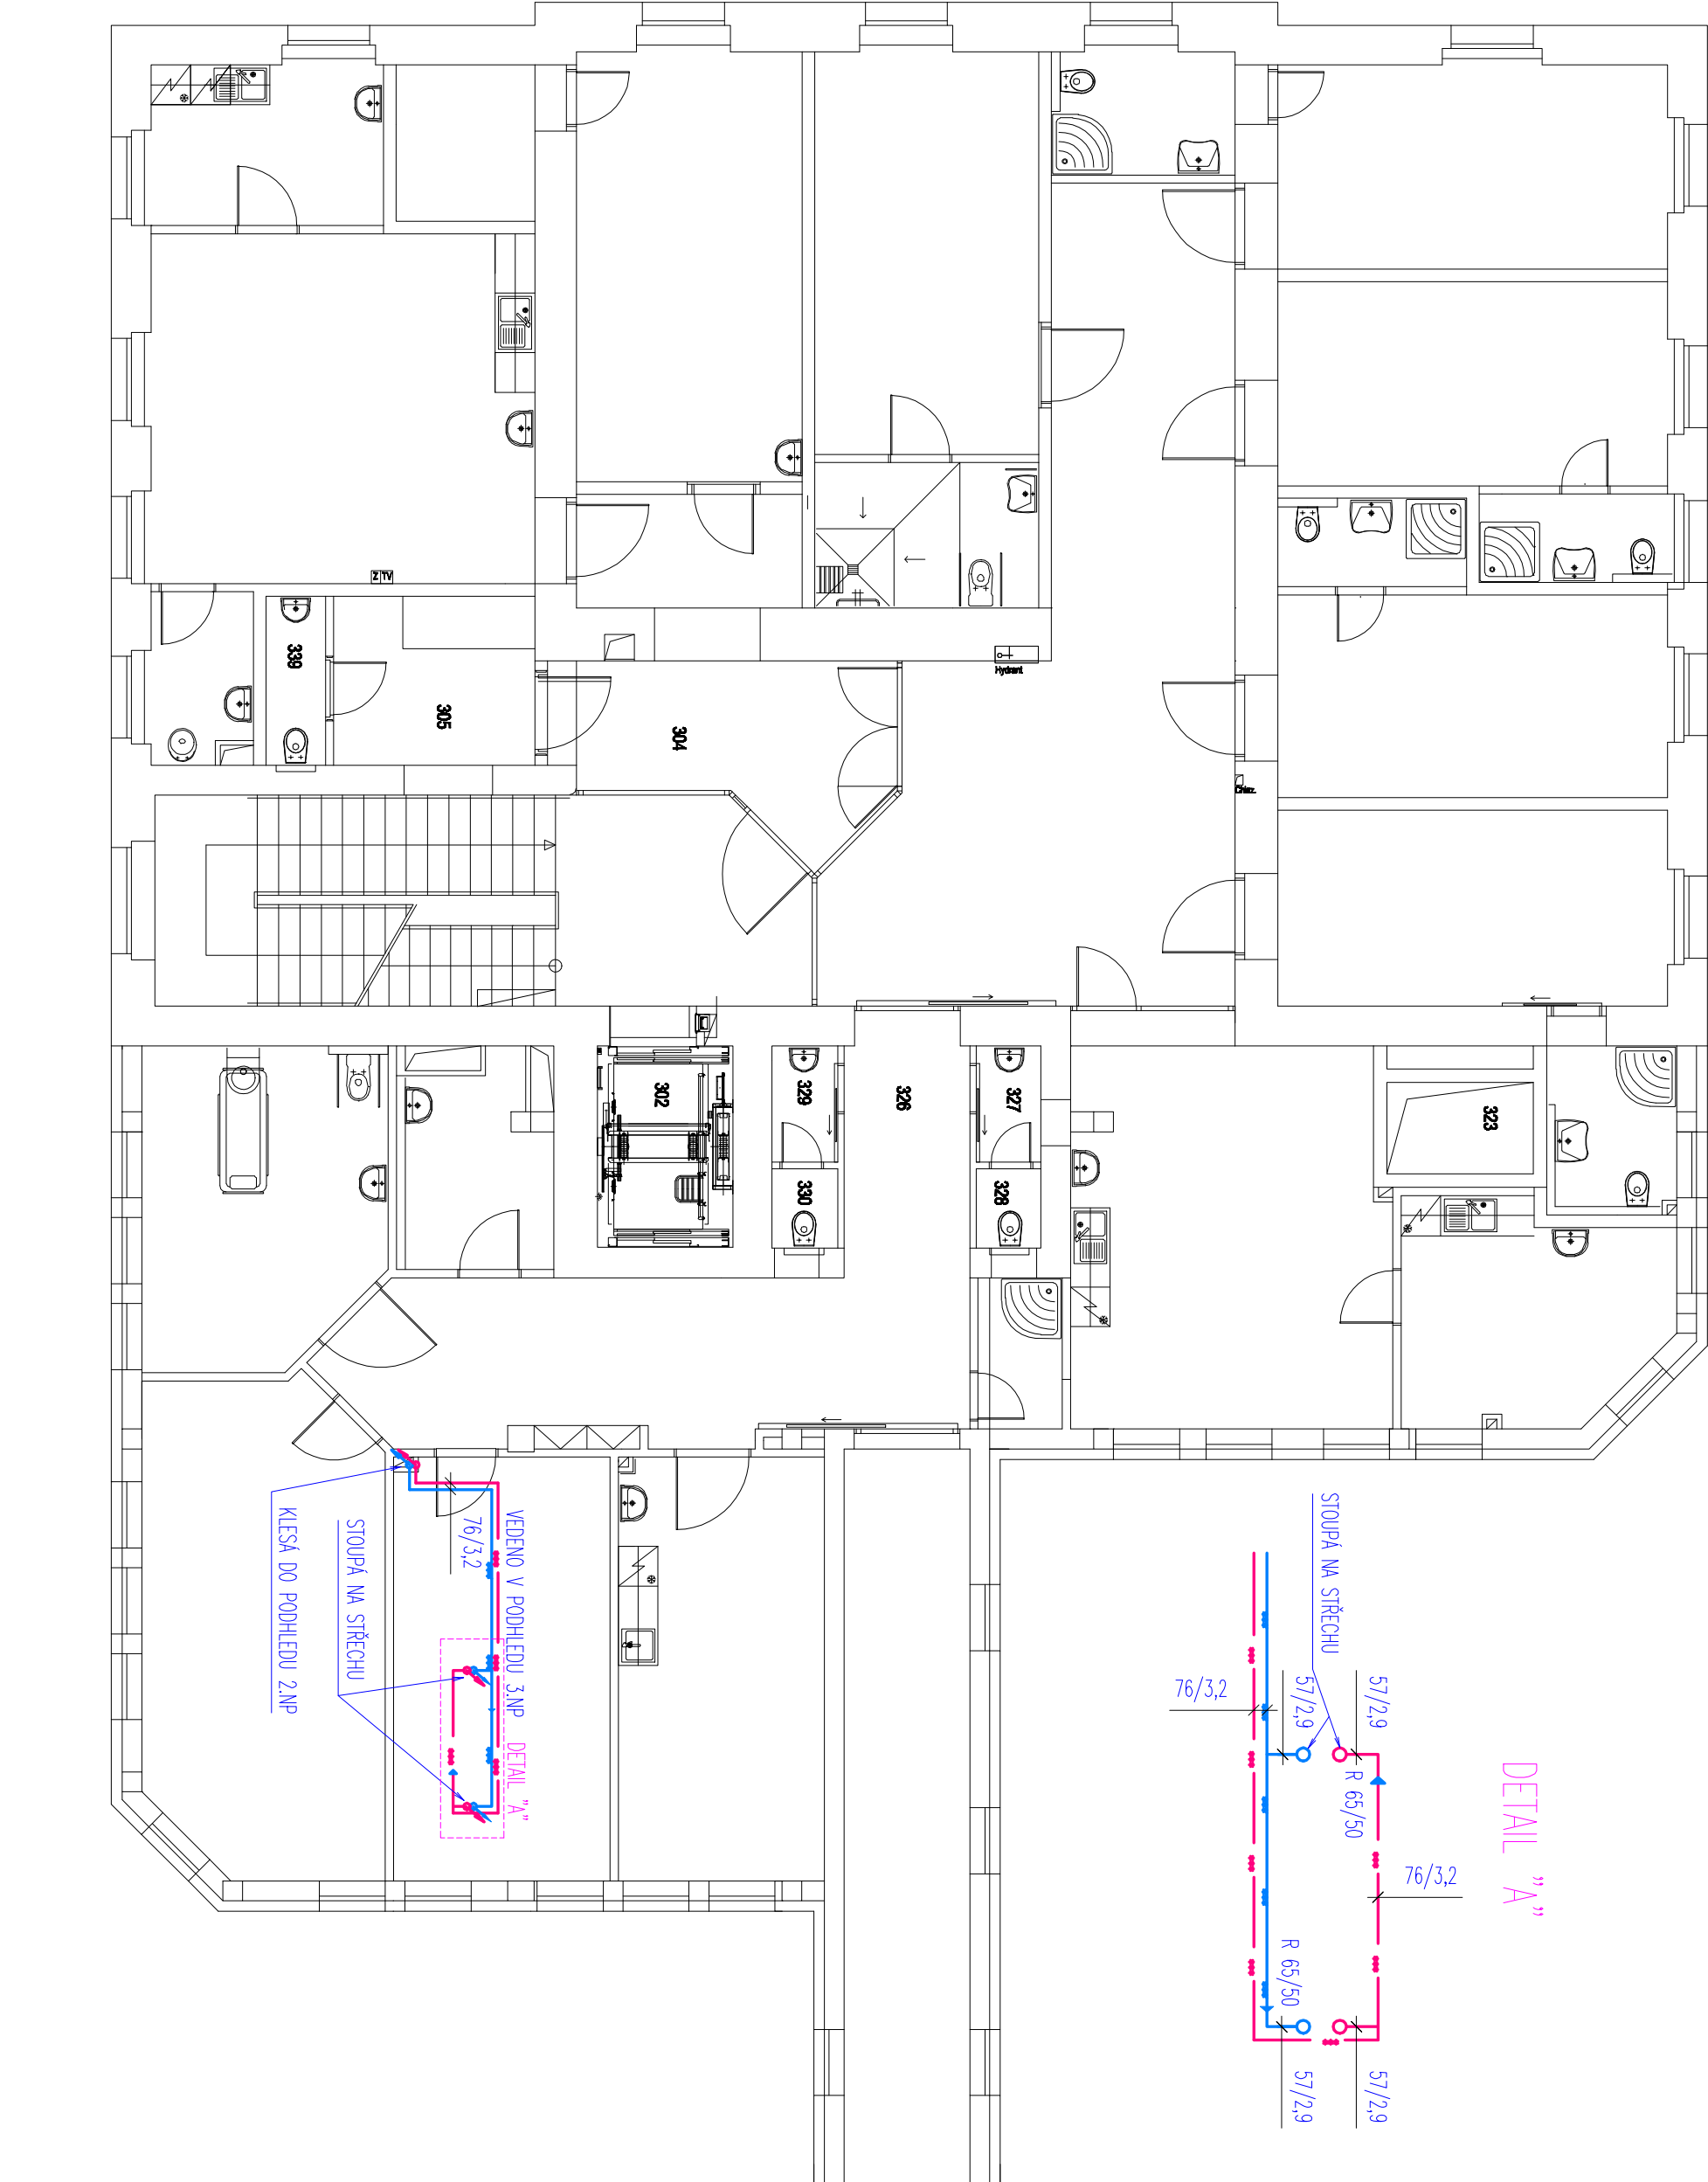 Z TV
339
305
304
Hydrant
302
329
326
327
330
328
323
76/3,2
VEDENO V PODHLEDU 3.NP
STOUPÁ NA STŘECHU
KLESÁ DO PODHLEDU 2.NP
DETAIL "A"
STOUPÁ NA STŘECHU
57/2,9
57/2,9
76/3,2
R 65/50
76/3,2
R 65/50
57/2,9
57/2,9
DETAIL "A"